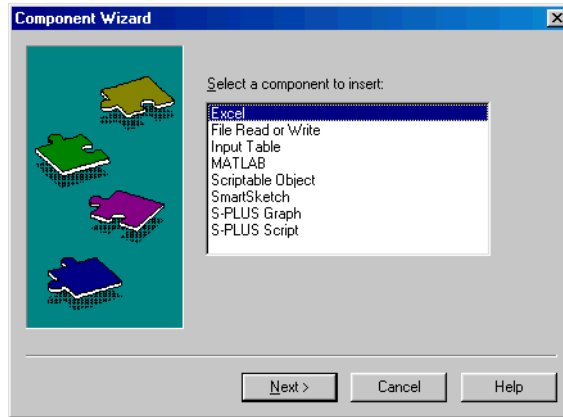 Component Wizard
Select a component to insert:
Excel
File Read or Write
Input Table
MATLAB
Scriptable Object
SmartSketch
S-PLUS Graph
S-PLUS Script
Next >
Cancel
Help